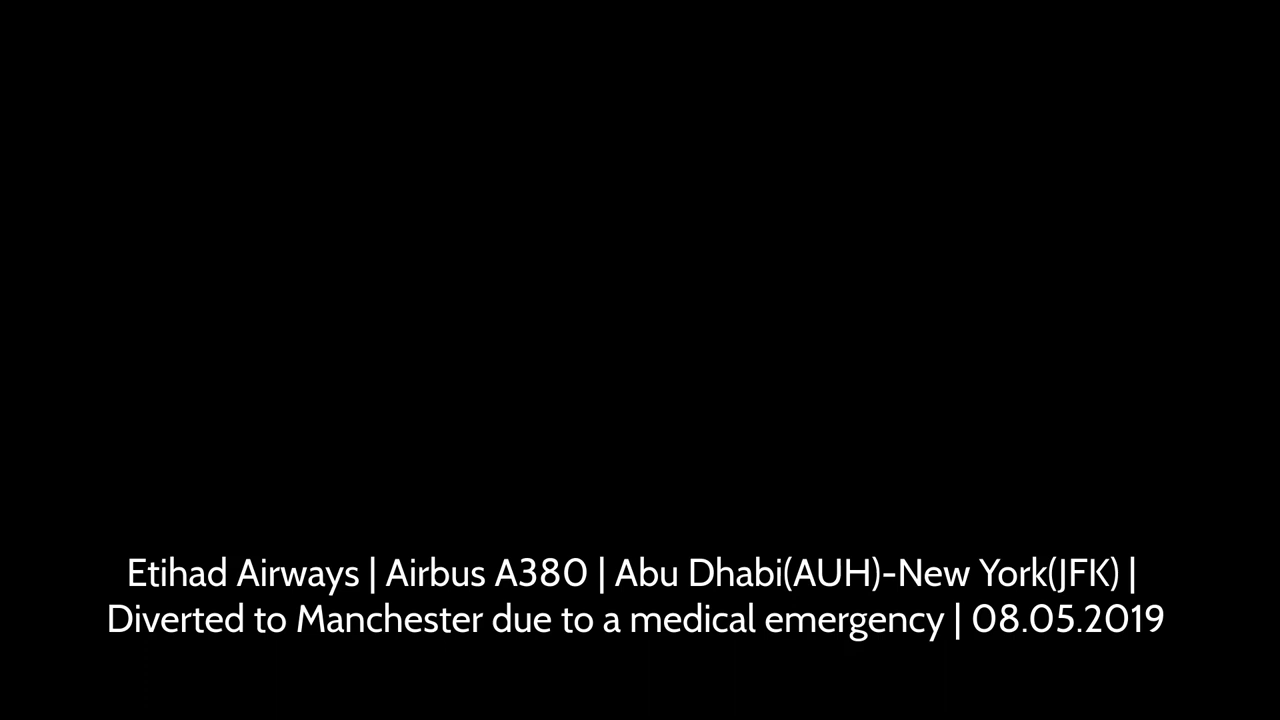 Etihad Airways | Airbus A380 | Abu Dhabi(AUH)-New York(JFK) |
Diverted to Manchester due to a medical emergency | 08.05.2019